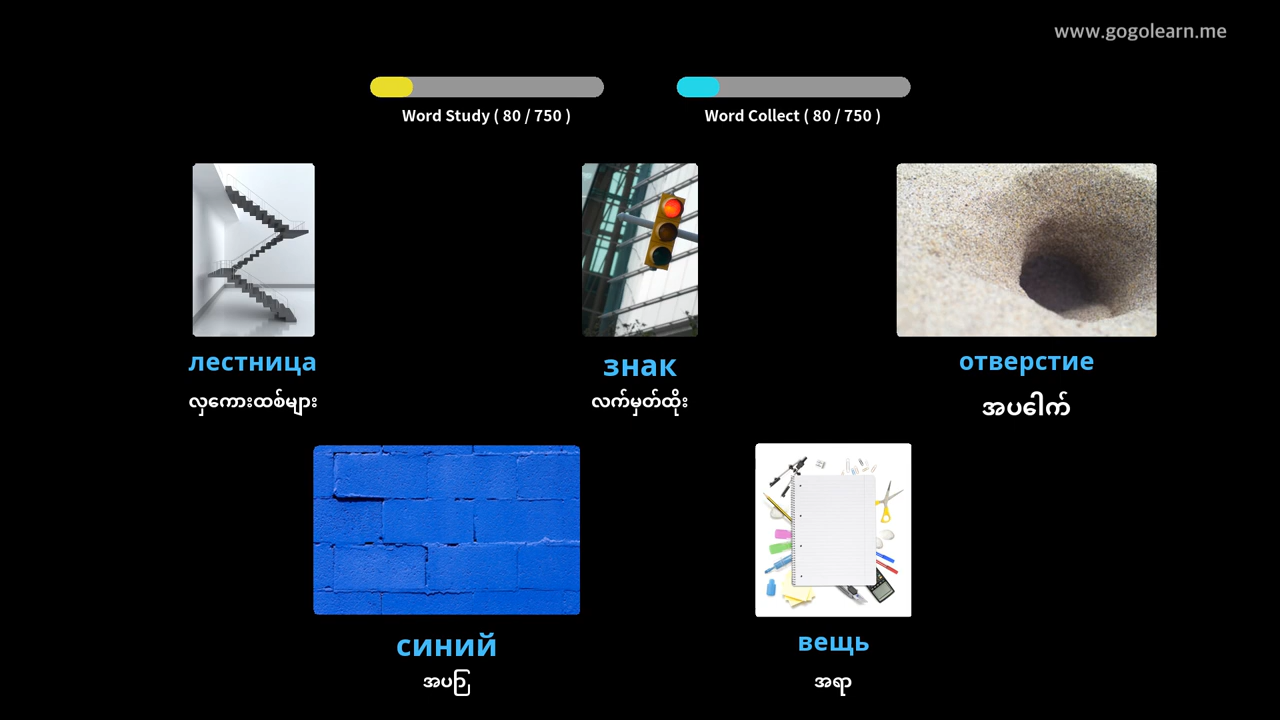 www.gogolearn.me
Word Study ( 80 / 750 )
Word Collect ( 80 / 750 )
лестница
လှကေားထစ်များ
знак
လက်မှတ်ထိုး
отверстие
အပေါက်
синий
အပြာ
вещь
အရာ